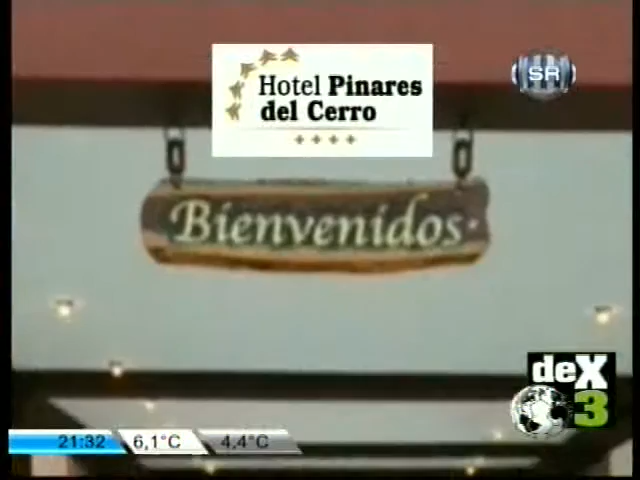 Hotel Pinares
del Cerro
SR
Bienvenidos
deX
3
21:32 6,1°C 4,4°C